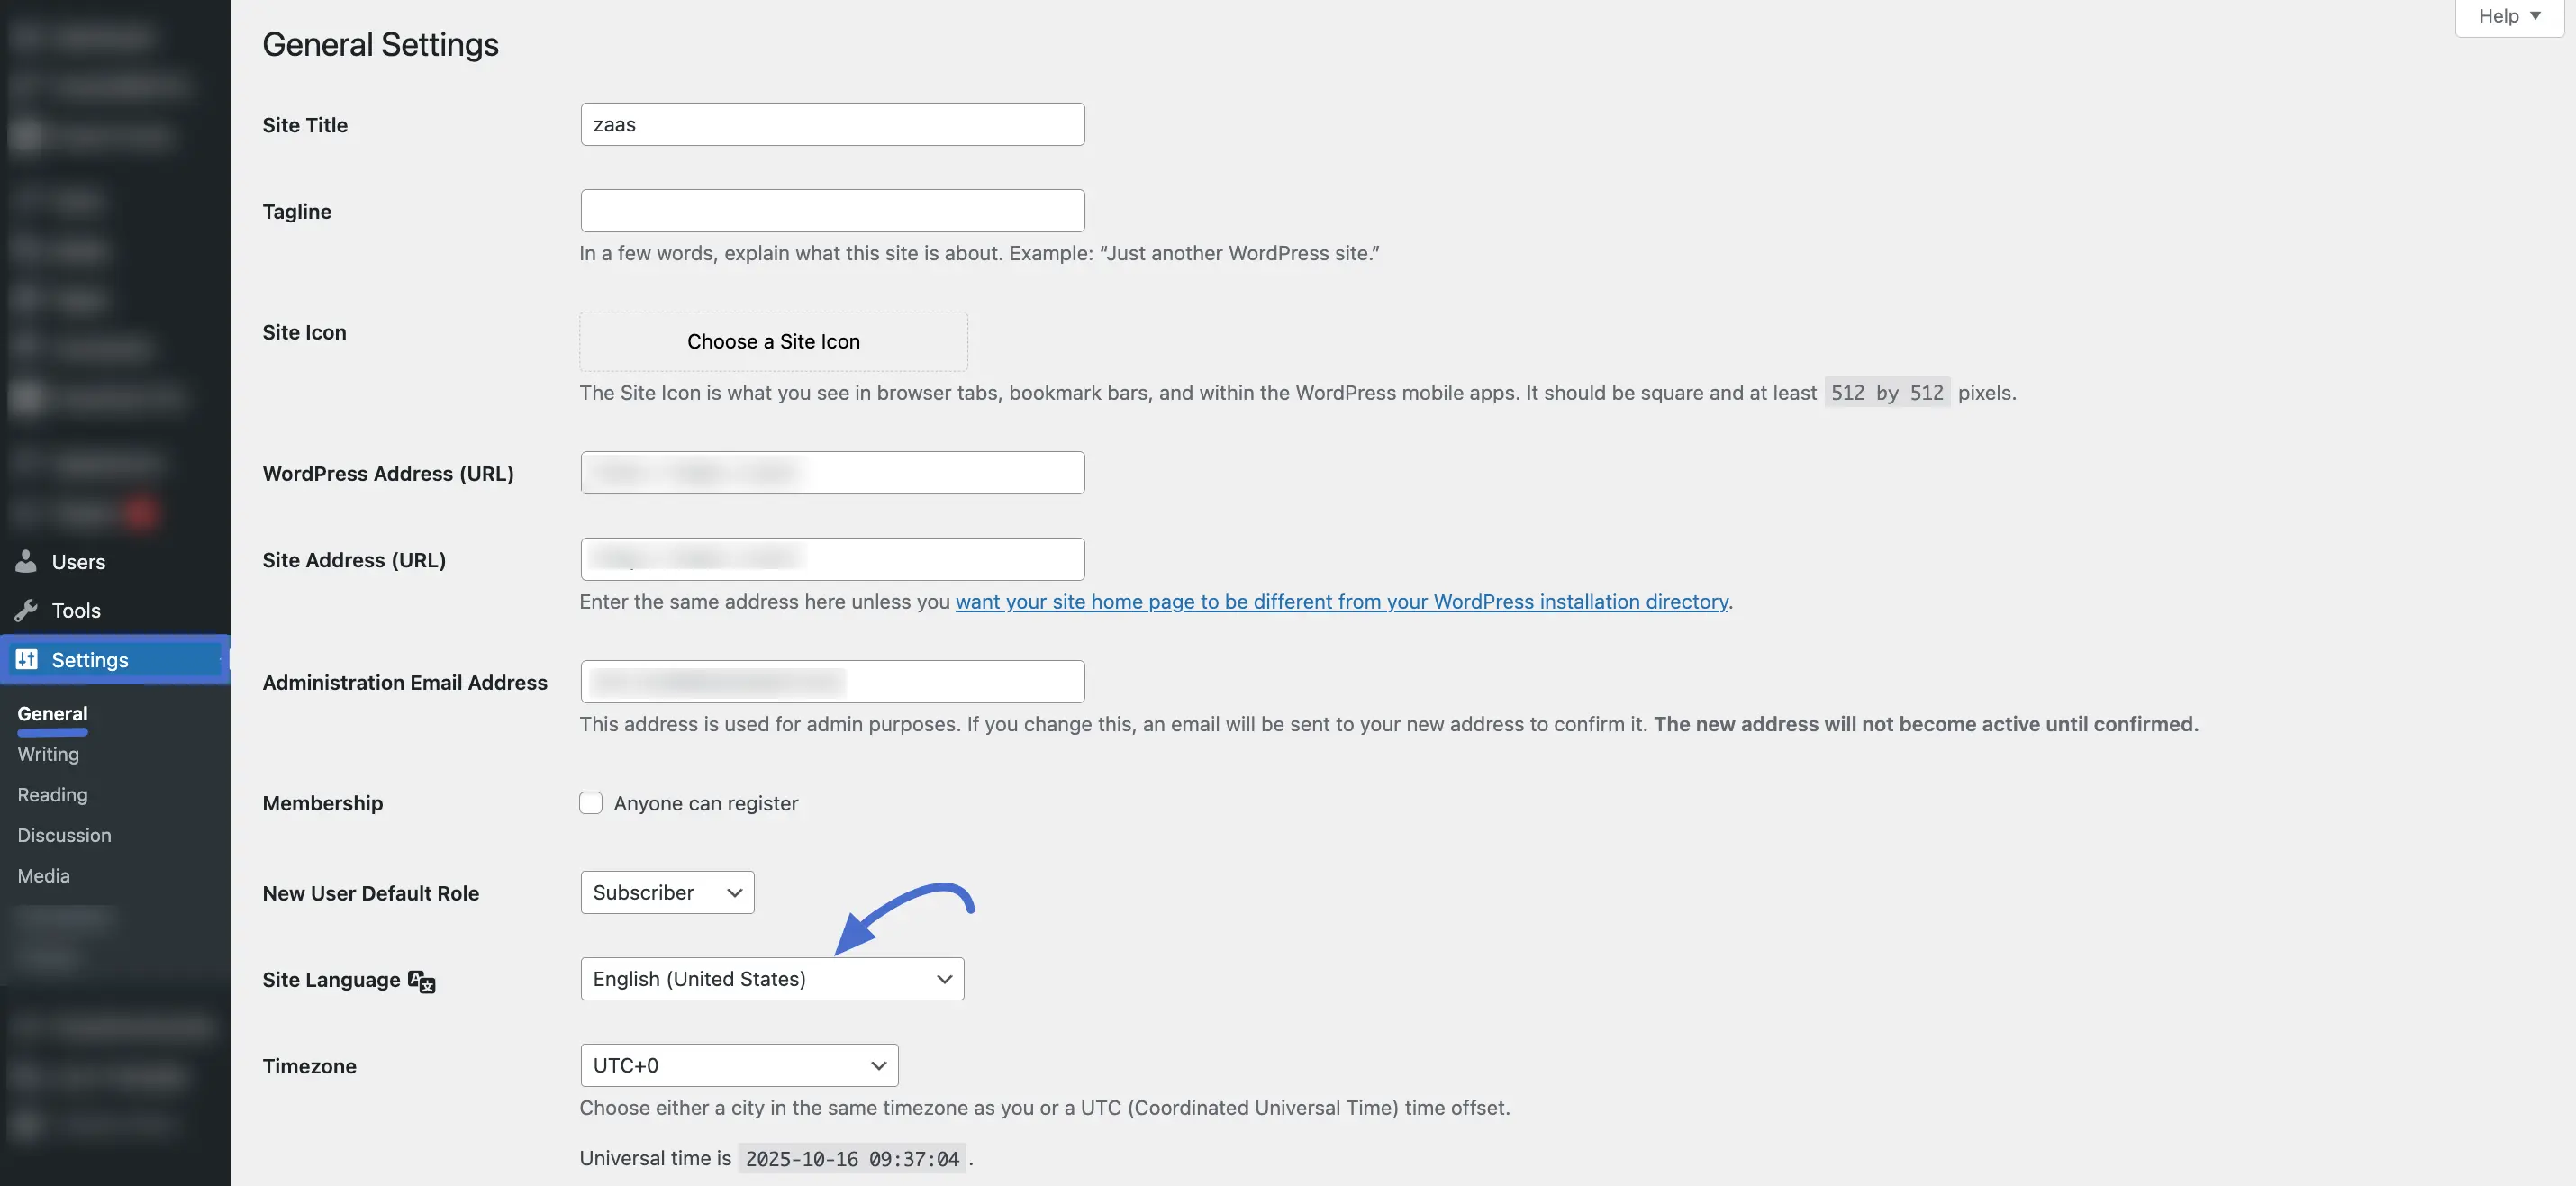 Help
General Settings
Site Title
zaas
Tagline
In a few words, explain what this site is about. Example: “Just another WordPress site.”
Site Icon
Choose a Site Icon
The Site Icon is what you see in browser tabs, bookmark bars, and within the WordPress mobile apps. It should be square and at least 512 by 512 pixels.
WordPress Address (URL)
Site Address (URL)
Enter the same address here unless you want your site home page to be different from your WordPress installation directory.
Administration Email Address
This address is used for admin purposes. If you change this, an email will be sent to your new address to confirm it. The new address will not become active until confirmed.
Membership
Anyone can register
New User Default Role
Subscriber
Site Language
English (United States)
Timezone
UTC+0
Choose either a city in the same timezone as you or a UTC (Coordinated Universal Time) time offset.
Universal time is 2025-10-16 09:37:04 .
Users
Tools
Settings
General
Writing
Reading
Discussion
Media